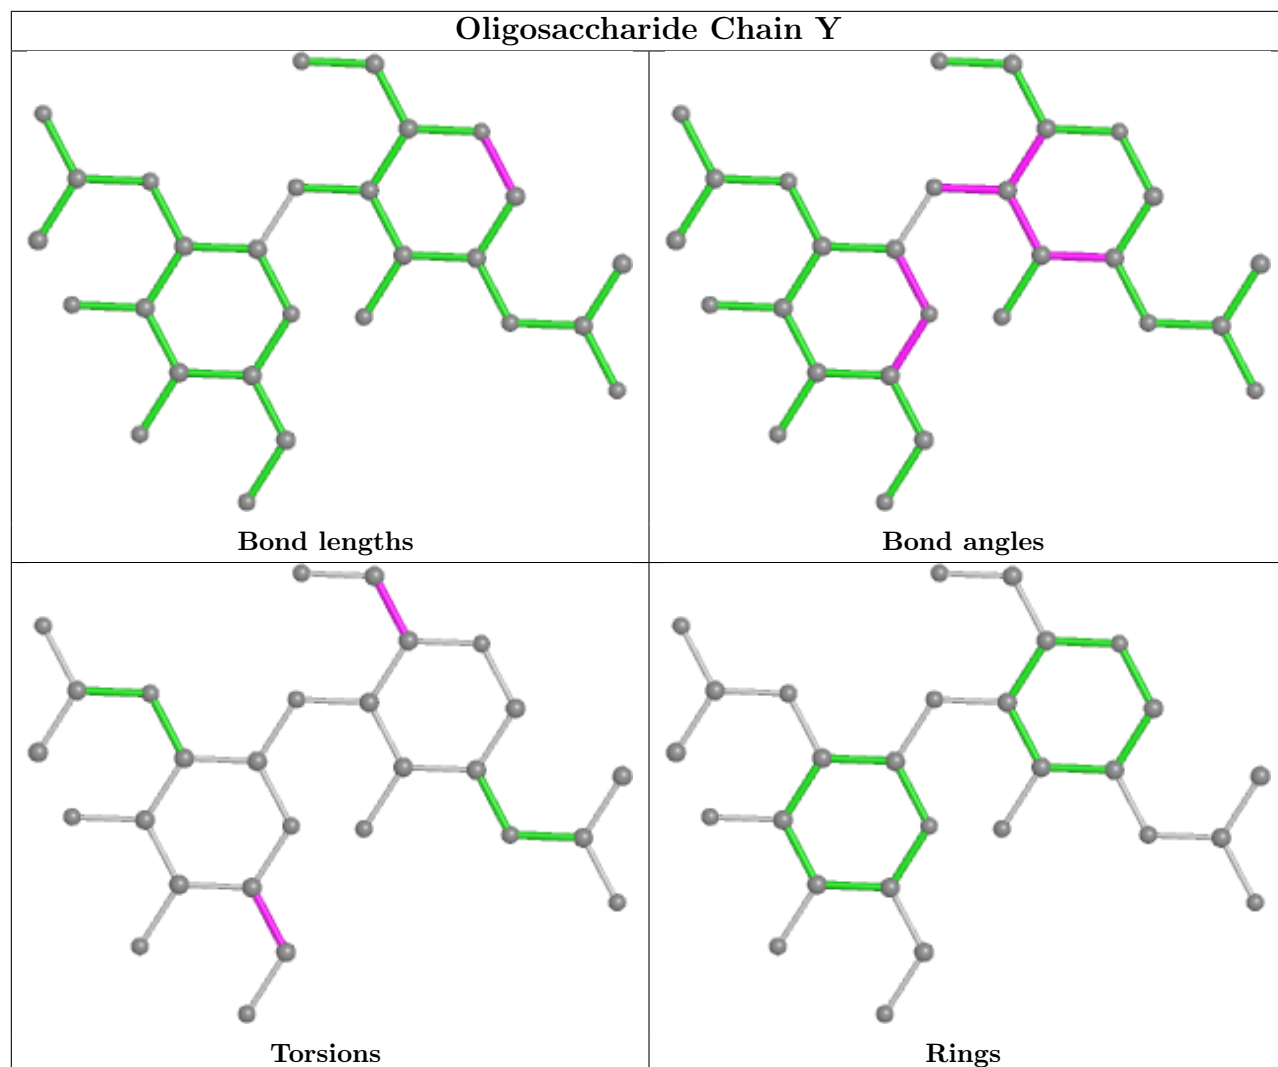 Oligosaccharide Chain Y
Bond lengths
Bond angles
Torsions
Rings